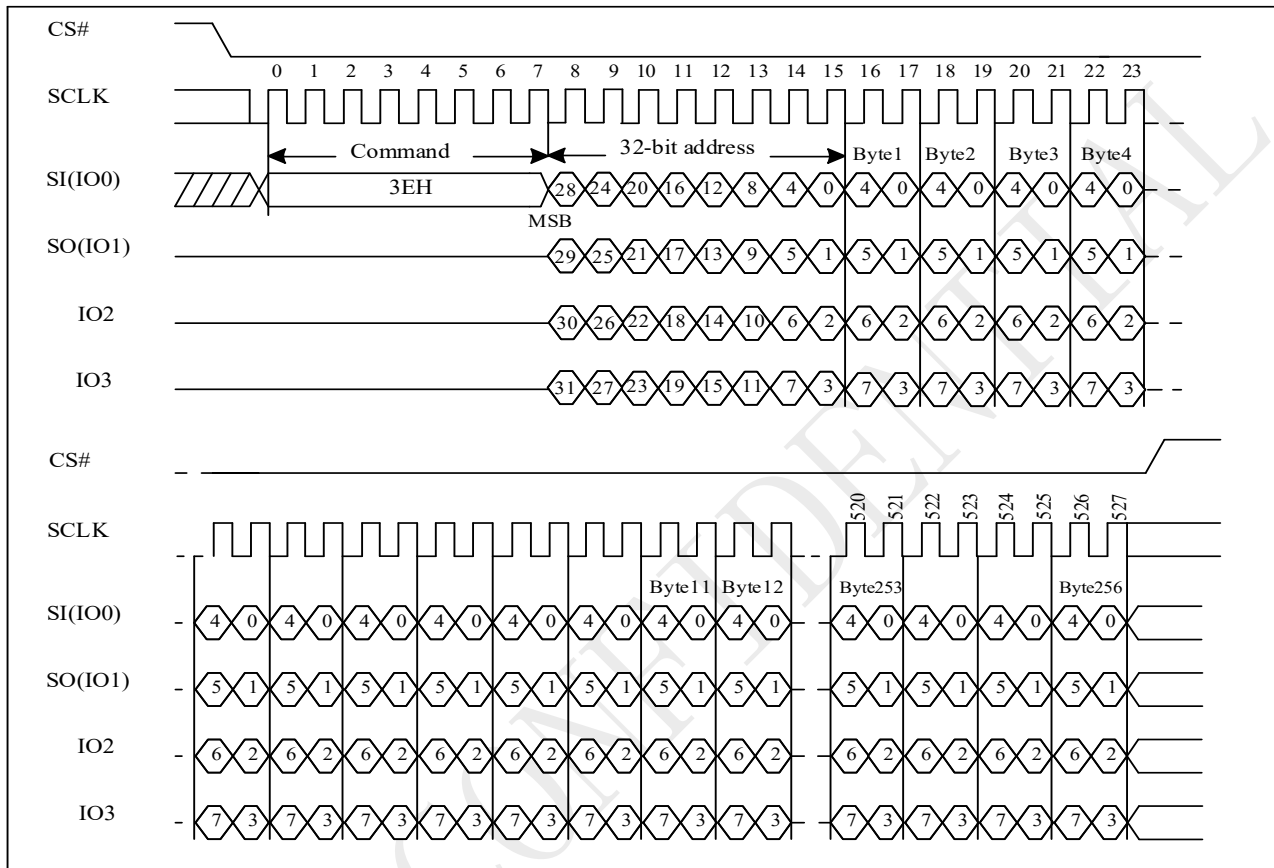 CS#
0 1 2 3 4 5 6 7 8 9 10 11 12 13 14 15 16 17 18 19 20 21 22 23
SCLK
Command 32-bit address Byte1 Byte2 Byte3 Byte4
SI(IO0) 3EH 28 24 20 16 12 8 4 0 4 0 4 0 4 0 4 0
MSB
SO(IO1) 29 25 21 17 13 9 5 1 5 1 5 1 5 1 5 1
IO2 30 26 22 18 14 10 6 2 6 2 6 2 6 2 6 2
IO3 31 27 23 19 15 11 7 3 7 3 7 3 7 3 7 3
CS#
520 521 522 523 524 525 526 527
SCLK
Byte11 Byte12 Byte253 Byte256
SI(IO0) 4 0 4 0 4 0 4 0 4 0 4 0 4 0 4 0 4 0 4 0 4 0 4 0
SO(IO1) 5 1 5 1 5 1 5 1 5 1 5 1 5 1 5 1 5 1 5 1 5 1 5 1
IO2 6 2 6 2 6 2 6 2 6 2 6 2 6 2 6 2 6 2 6 2 6 2 6 2
IO3 7 3 7 3 7 3 7 3 7 3 7 3 7 3 7 3 7 3 7 3 7 3 7 3
CONFIDENTIAL